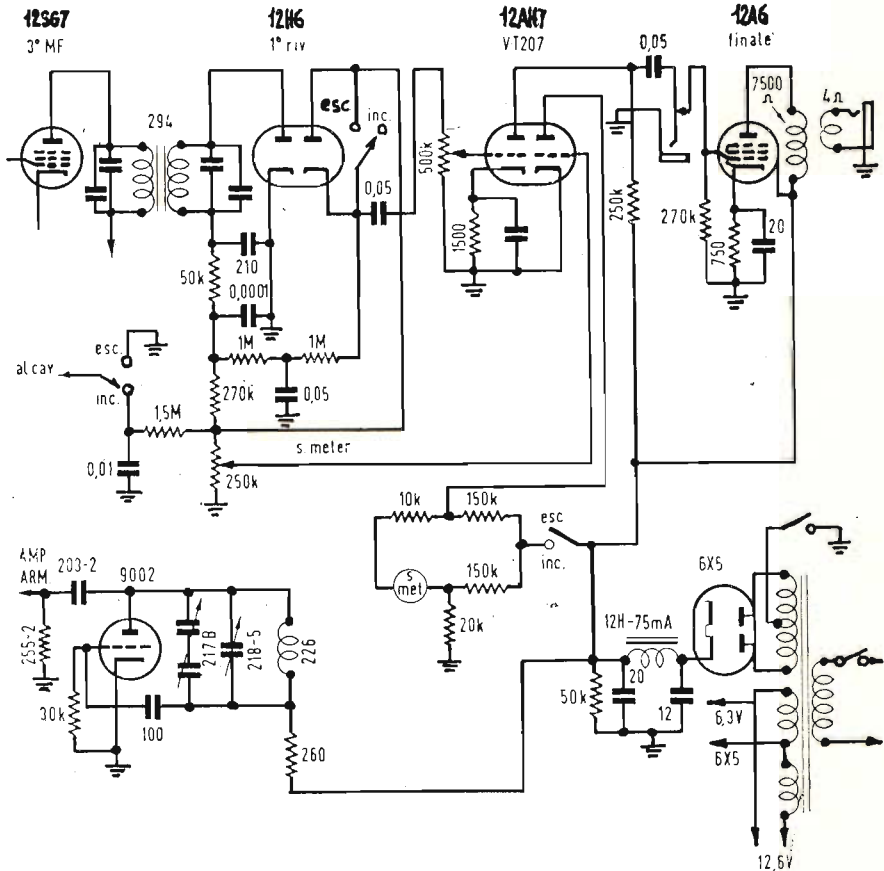 12SG7
3° MF
12H6
1° riv
12AH7
VT207
12A6
finale
0,05
7500
Ω
4Ω
294
esc
inc.
500k
0,05
250k
270k
1500
750
20
210
50k
0,0001
1M
1M
esc.
al cav
inc.
270k
0,05
1,5M
s. meter
0,01
250k
10k
150k
esc
inc.
s
met
150k
20k
6X5
AMP
ARM.
203-2
9002
255-2
217B
218-5
226
30k
100
260
12H-75mA
50k
20
12
6,3V
6X5
12,6V